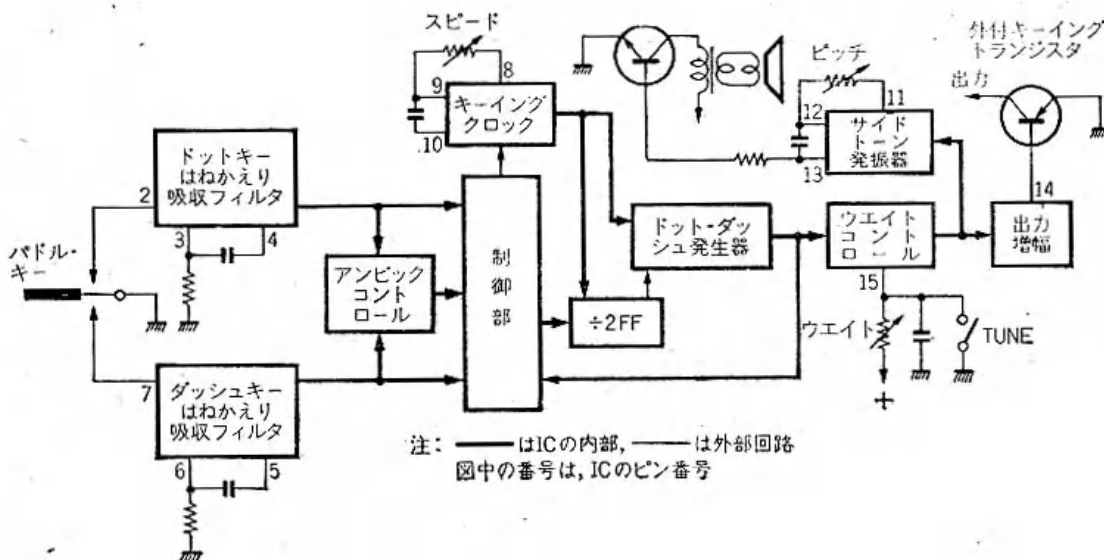 スピード
8
9
10
キーイング
クロック
ピッチ
11
12
13
サイド
トーン
発振器
外付キーイング
トランジスタ
出力
14
出力
増幅
2
ドットキー
はねかえり
吸収フィルタ
3
4
パドル・
キー
アンビック
コント
ロール
制
御
部
ドット-ダッ
シュ発生器
÷2FF
ウエイト
コント
ロール
15
ウエイト
TUNE
+
7
ダッシュキー
はねかえり
吸収フィルタ
6
5
注: はICの内部, は外部回路
図中の番号は, ICのピン番号